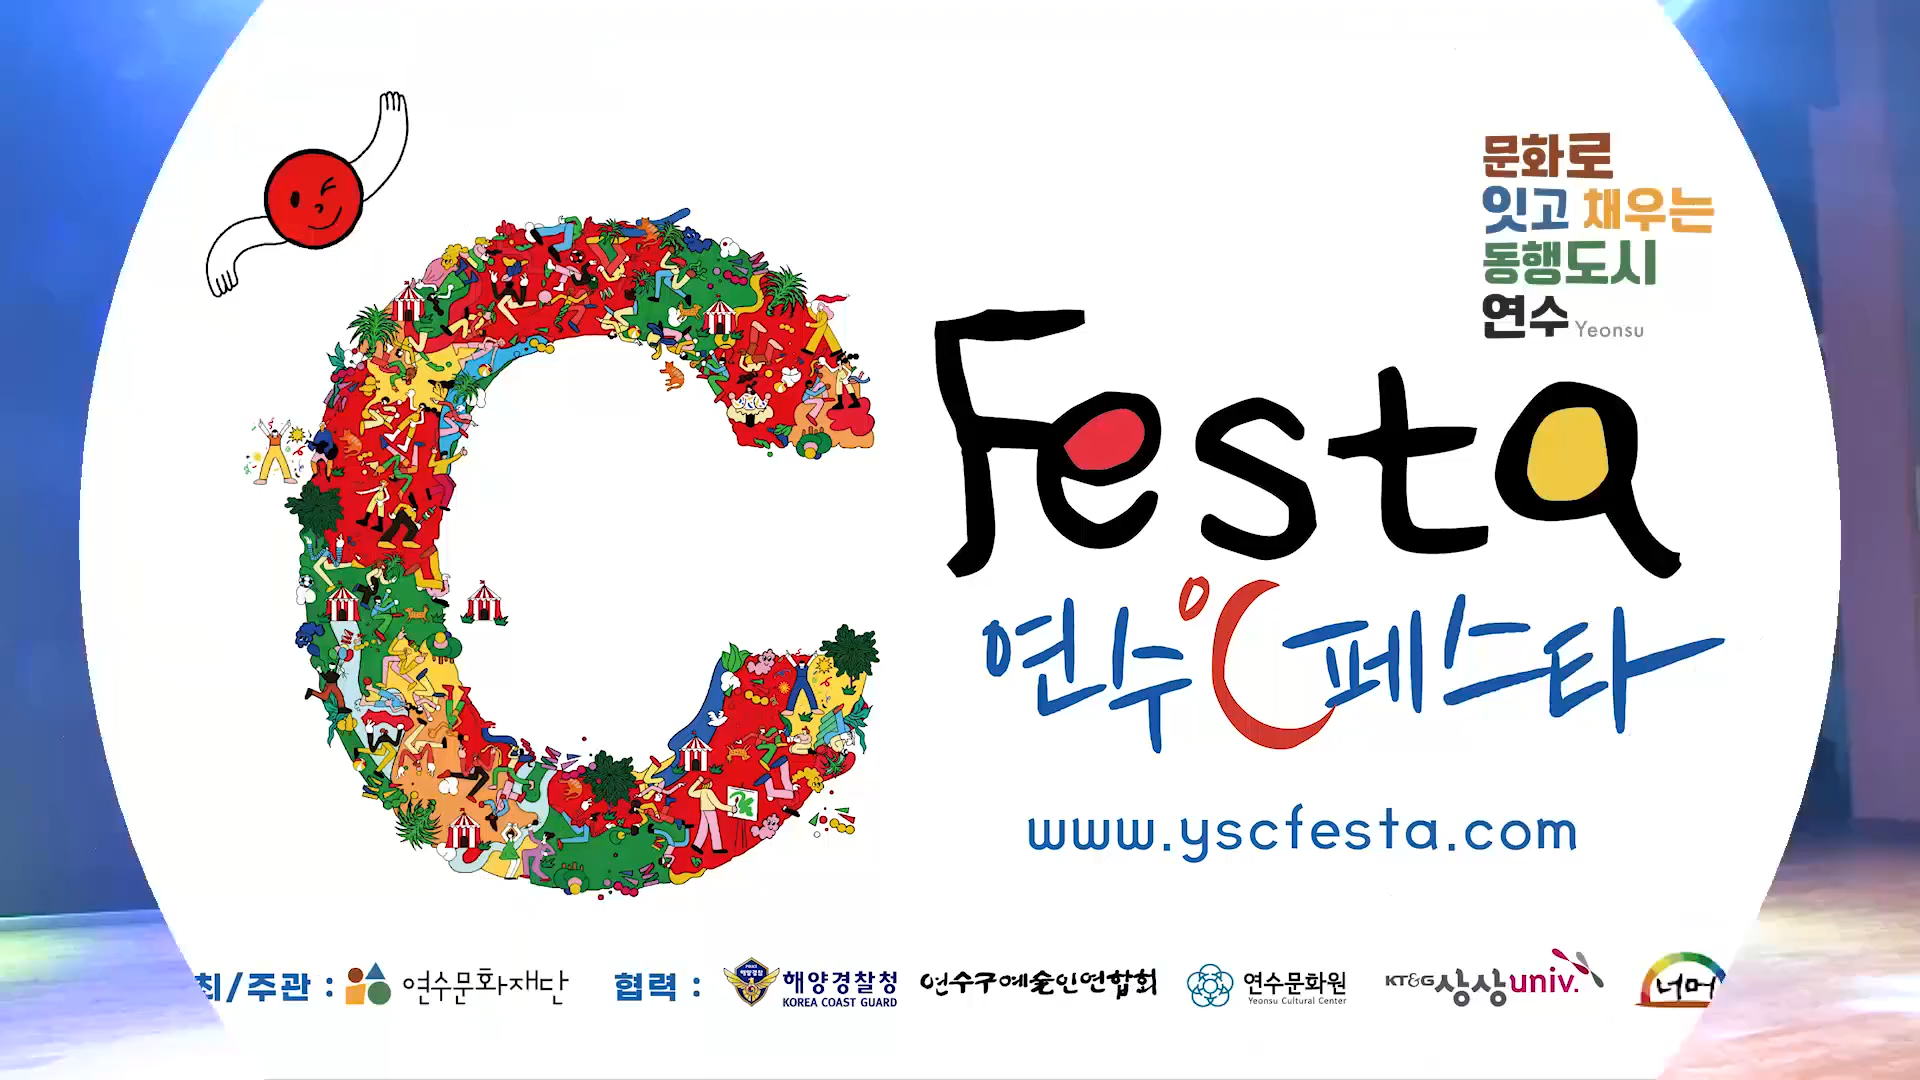 문화로
잇고 채우는
동행도시
연수 Yeonsu
C Festa
연수℃페스타
www.yscfesta.com
최/주관 : 연수문화재단 협력 : 해양경찰청 KOREA COAST GUARD 연수구예술인연합회 연수문화원 Yeonsu Cultural Center KT&G 상상univ. 너머